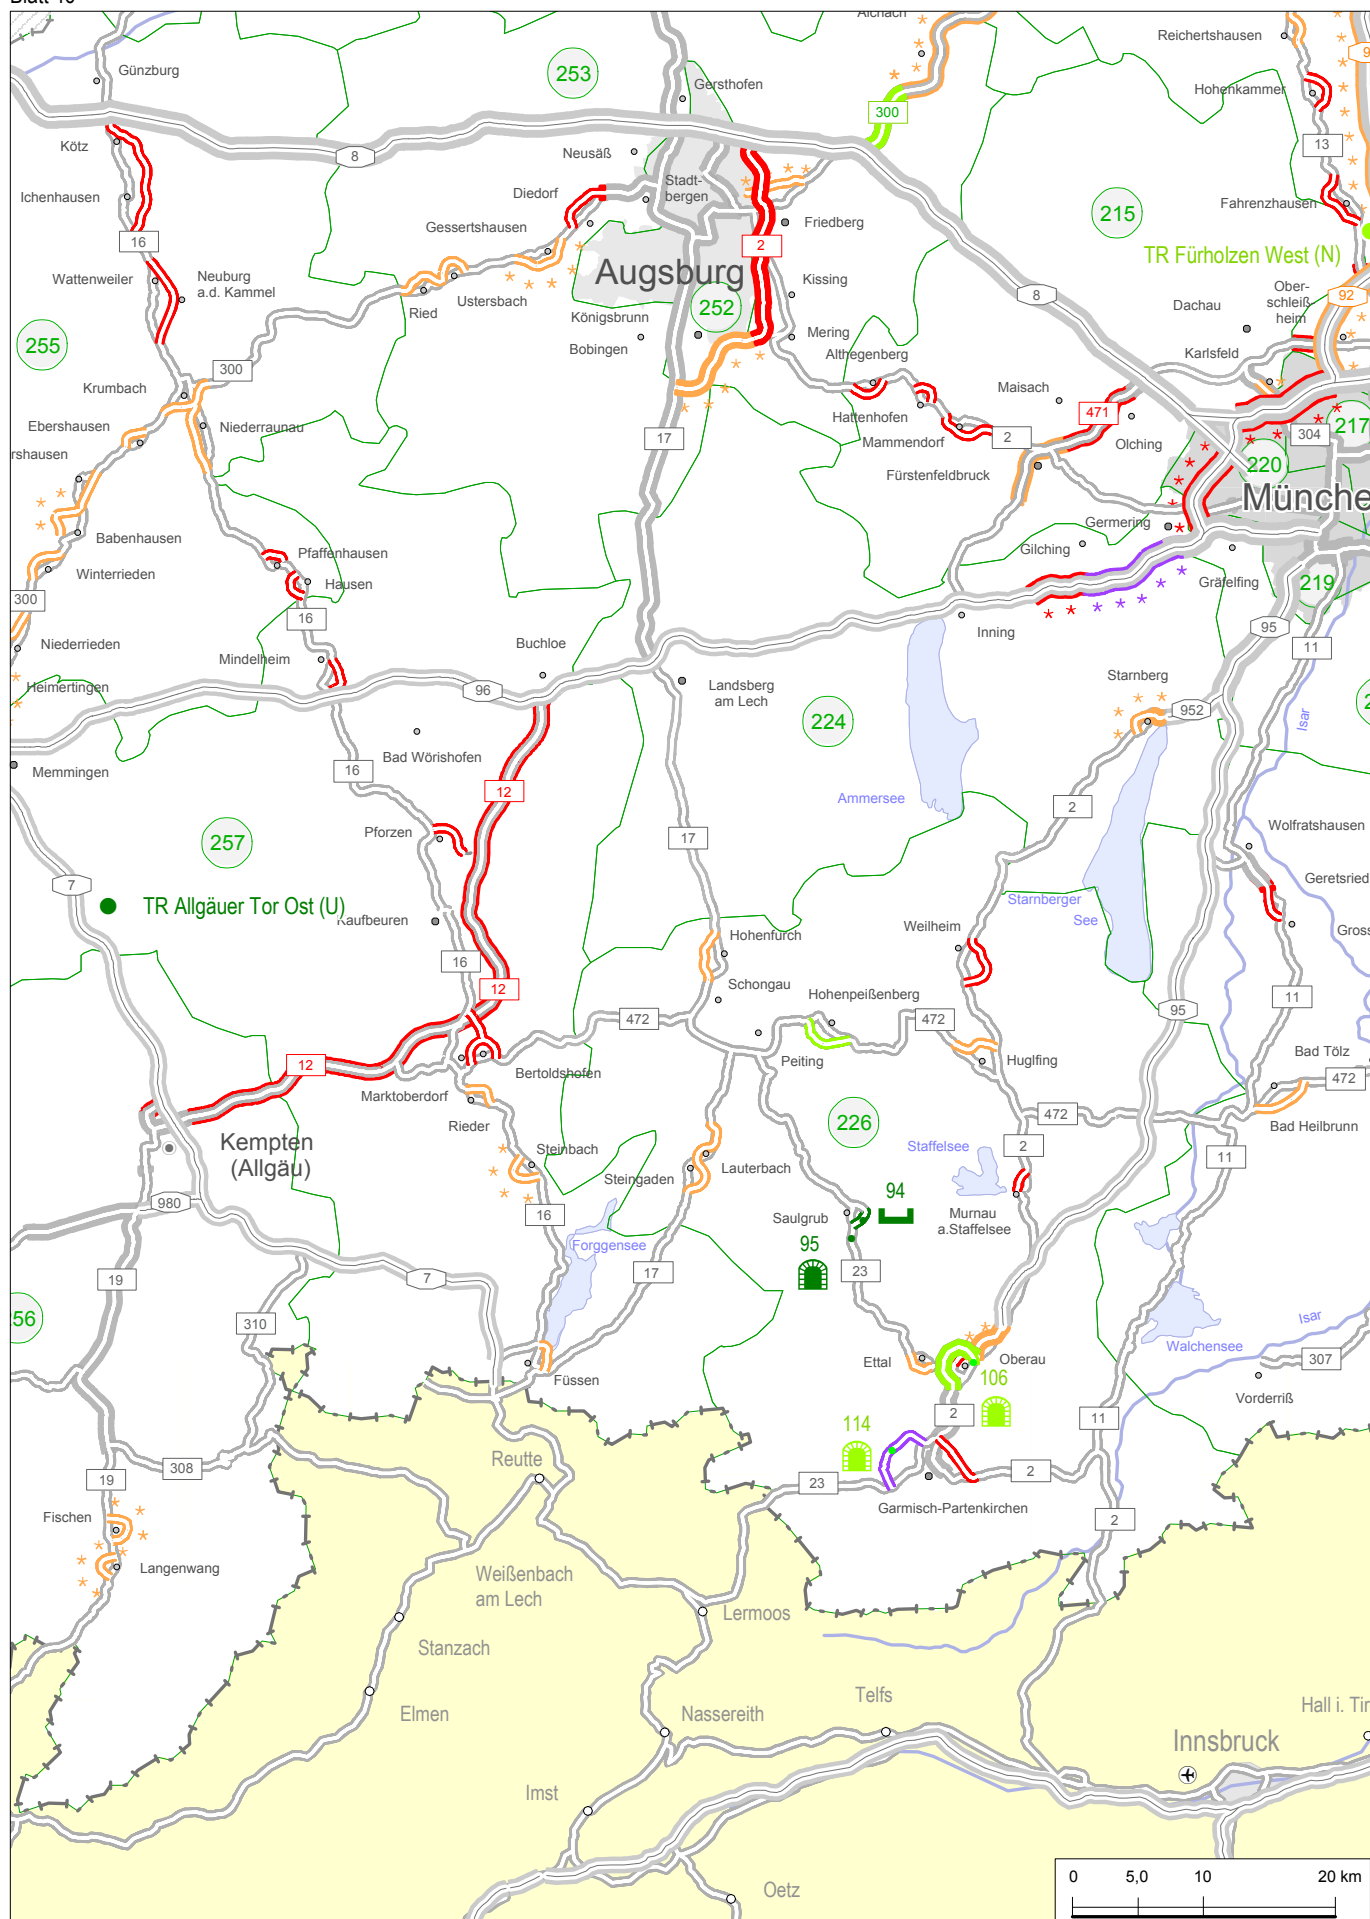 Günzburg
253
Gersthofen
Reichertshausen
Hohenkammer
300
Kötz
8
Neusäß
13
Ichenhausen
Diedorf
Stadt-
bergen
Fahrenzhausen
215
Gessertshausen
Friedberg
16
2
TR Fürholzen West (N)
Wattenweiler
Neuburg
a.d. Kammel
Augsburg
Kissing
Ustersbach
8
92
Ober-
schleiß-
heim
Ried
252
Dachau
Königsbrunn
255
Bobingen
Mering
Althegenberg
Karlsfeld
300
Krumbach
Maisach
471
Hattenhofen
Olching
Ebershausen
Niederraunau
Mammendorf
2
304
217
17
rshausen
Fürstenfeldbruck
220
Münche
Babenhausen
Germering
Pfaffenhausen
Gilching
Winterrieden
Hausen
Gräfelfing
219
300
16
Inning
95
11
Niederrieden
Mindelheim
Buchloe
Starnberg
Heimertingen
96
Landsberg
am Lech
224
952
Isar
Bad Wörishofen
Memmingen
16
12
Ammersee
2
Pforzen
17
Wolfratshausen
257
7
Geretsried
TR Allgäuer Tor Ost (U)
Starnberger
See
Kaufbeuren
Weilheim
Gross
Hohenfurch
16
12
Schongau
Hohenpeißenberg
11
472
472
95
12
Bertoldshofen
Peiting
Huglfing
Bad Tölz
472
Marktoberdorf
Rieder
226
472
Bad Heilbrunn
Kempten
(Allgäu)
Steinbach
Staffelsee
2
11
Steingaden
Lauterbach
94
980
16
Saulgrub
Murnau
a.Staffelsee
95
Forggensee
19
7
17
23
56
310
Isar
Walchensee
Ettal
Oberau
307
Füssen
106
Vorderriß
114
2
11
Reutte
308
19
23
2
Fischen
Garmisch-Partenkirchen
2
Langenwang
Weißenbach
am Lech
Lermoos
Stanzach
Telfs
Elmen
Nassereith
Hall i. Tir
Innsbruck
Imst
Oetz
0 5,0 10 20 km